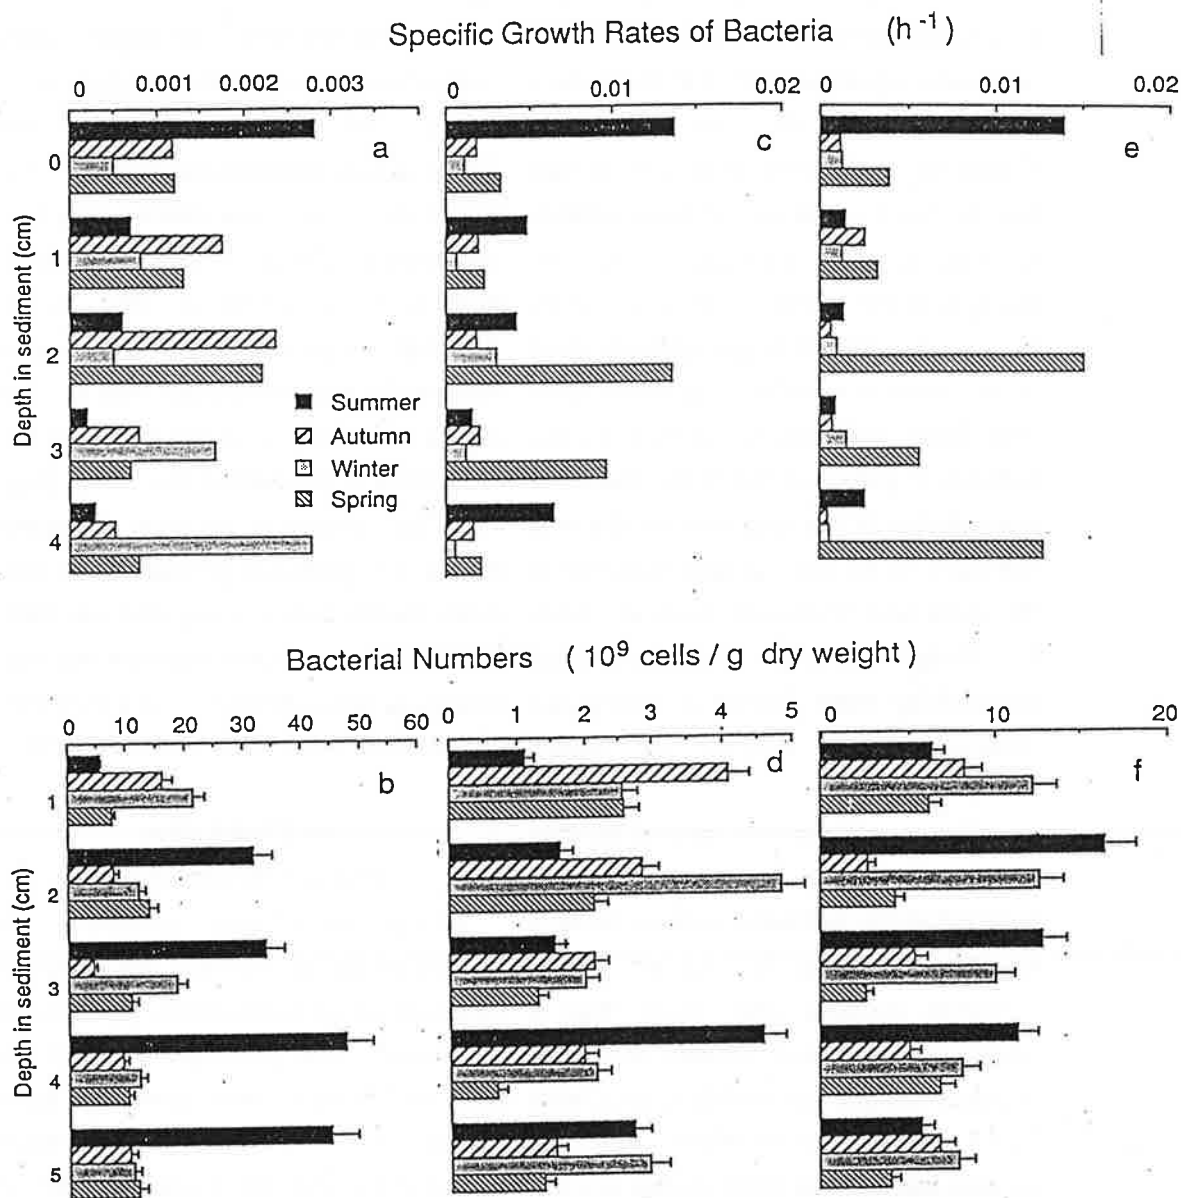 Specific Growth Rates of Bacteria (h -1)
0 0.001 0.002 0.003 0 0.01 0.02 0 0.01 0.02
a c e
0
1
2
3
4
Depth in sediment (cm)
Summer
Autumn
Winter
Spring
Bacterial Numbers ( 10⁹ cells / g dry weight )
0 10 20 30 40 50 60 0 1 2 3 4 5 0 10 20
b d f
1
2
3
4
5
Depth in sediment (cm)